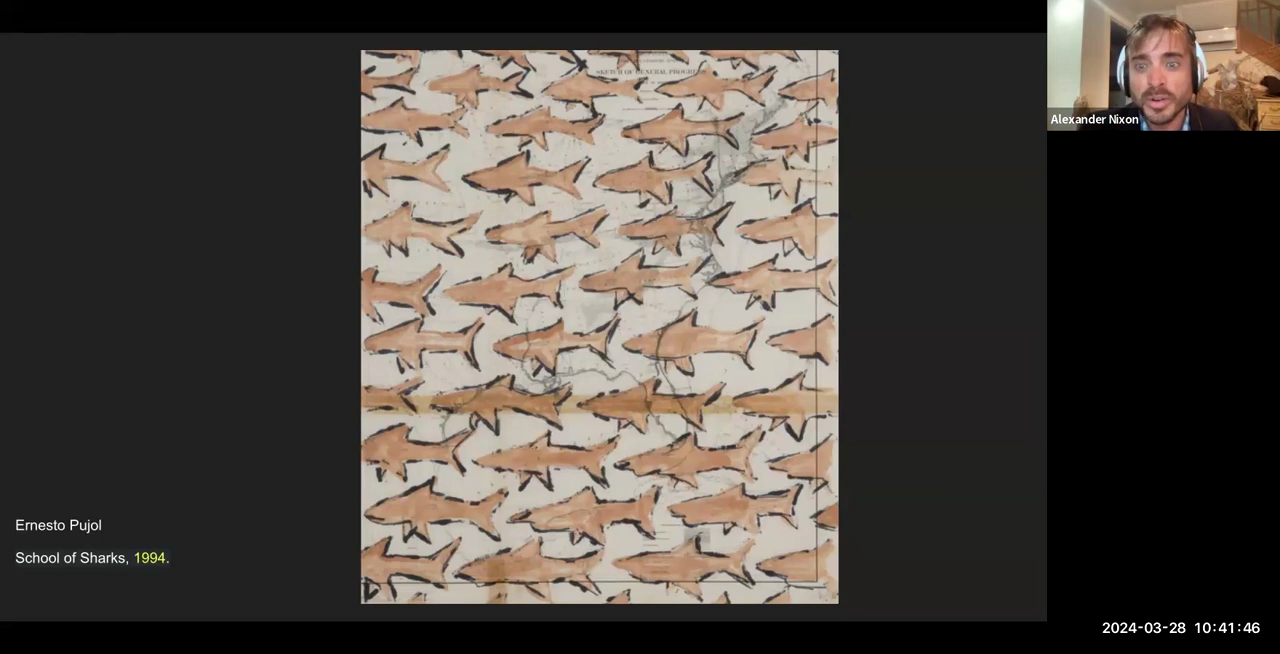 SKETCH OF GENERAL PROGRESS
Alexander Nixon
Ernesto Pujol
School of Sharks, 1994.
2024-03-28 10:41:46